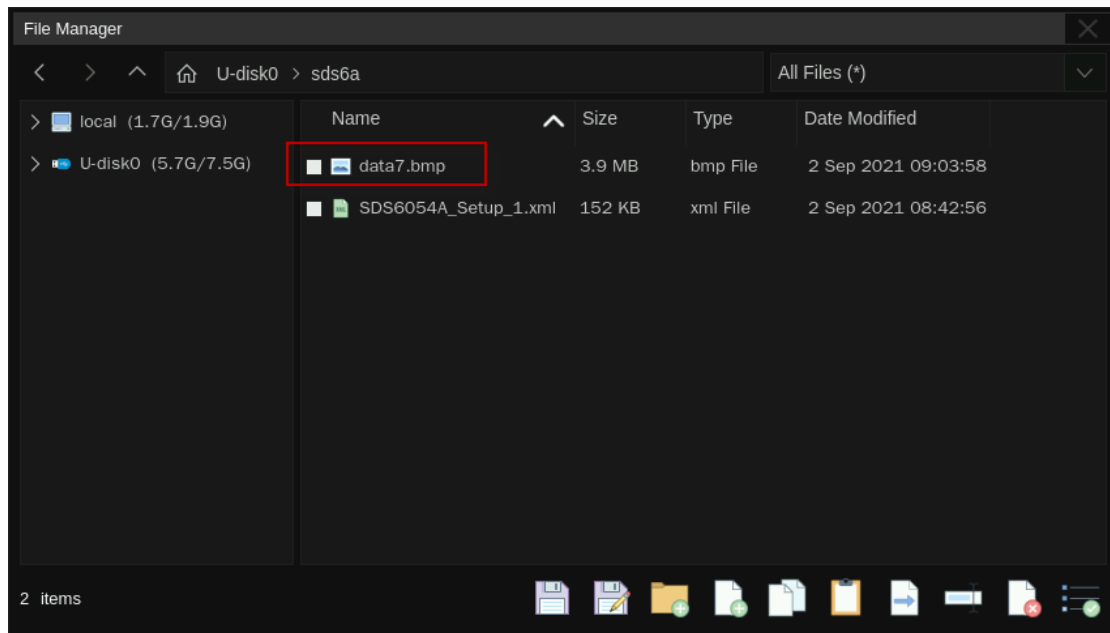 File Manager
U-disk0 > sds6a All Files (*)
local (1.7G/1.9G)
U-disk0 (5.7G/7.5G)
Name Size Type Date Modified
data7.bmp 3.9 MB bmp File 2 Sep 2021 09:03:58
SDS6054A_Setup_1.xml 152 KB xml File 2 Sep 2021 08:42:56
2 items